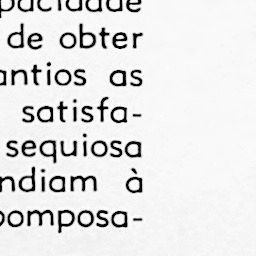 pacidade
de obter
antios as
satisfa-
sequiosa
ndiam à
pomposa-